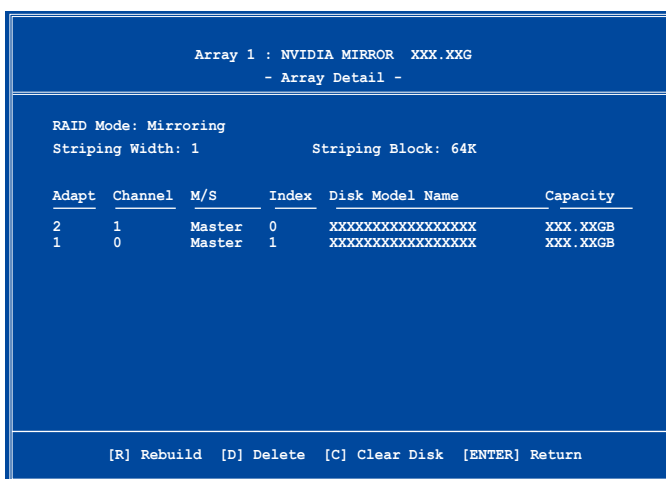 Array 1 : NVIDIA MIRROR XXX.XXG
- Array Detail -
RAID Mode: Mirroring
Striping Width: 1 Striping Block: 64K
Adapt Channel M/S Index Disk Model Name Capacity
2 1 Master 0 XXXXXXXXXXXXXXXXX XXX.XXGB
1 0 Master 1 XXXXXXXXXXXXXXXXX XXX.XXGB
[R] Rebuild [D] Delete [C] Clear Disk [ENTER] Return